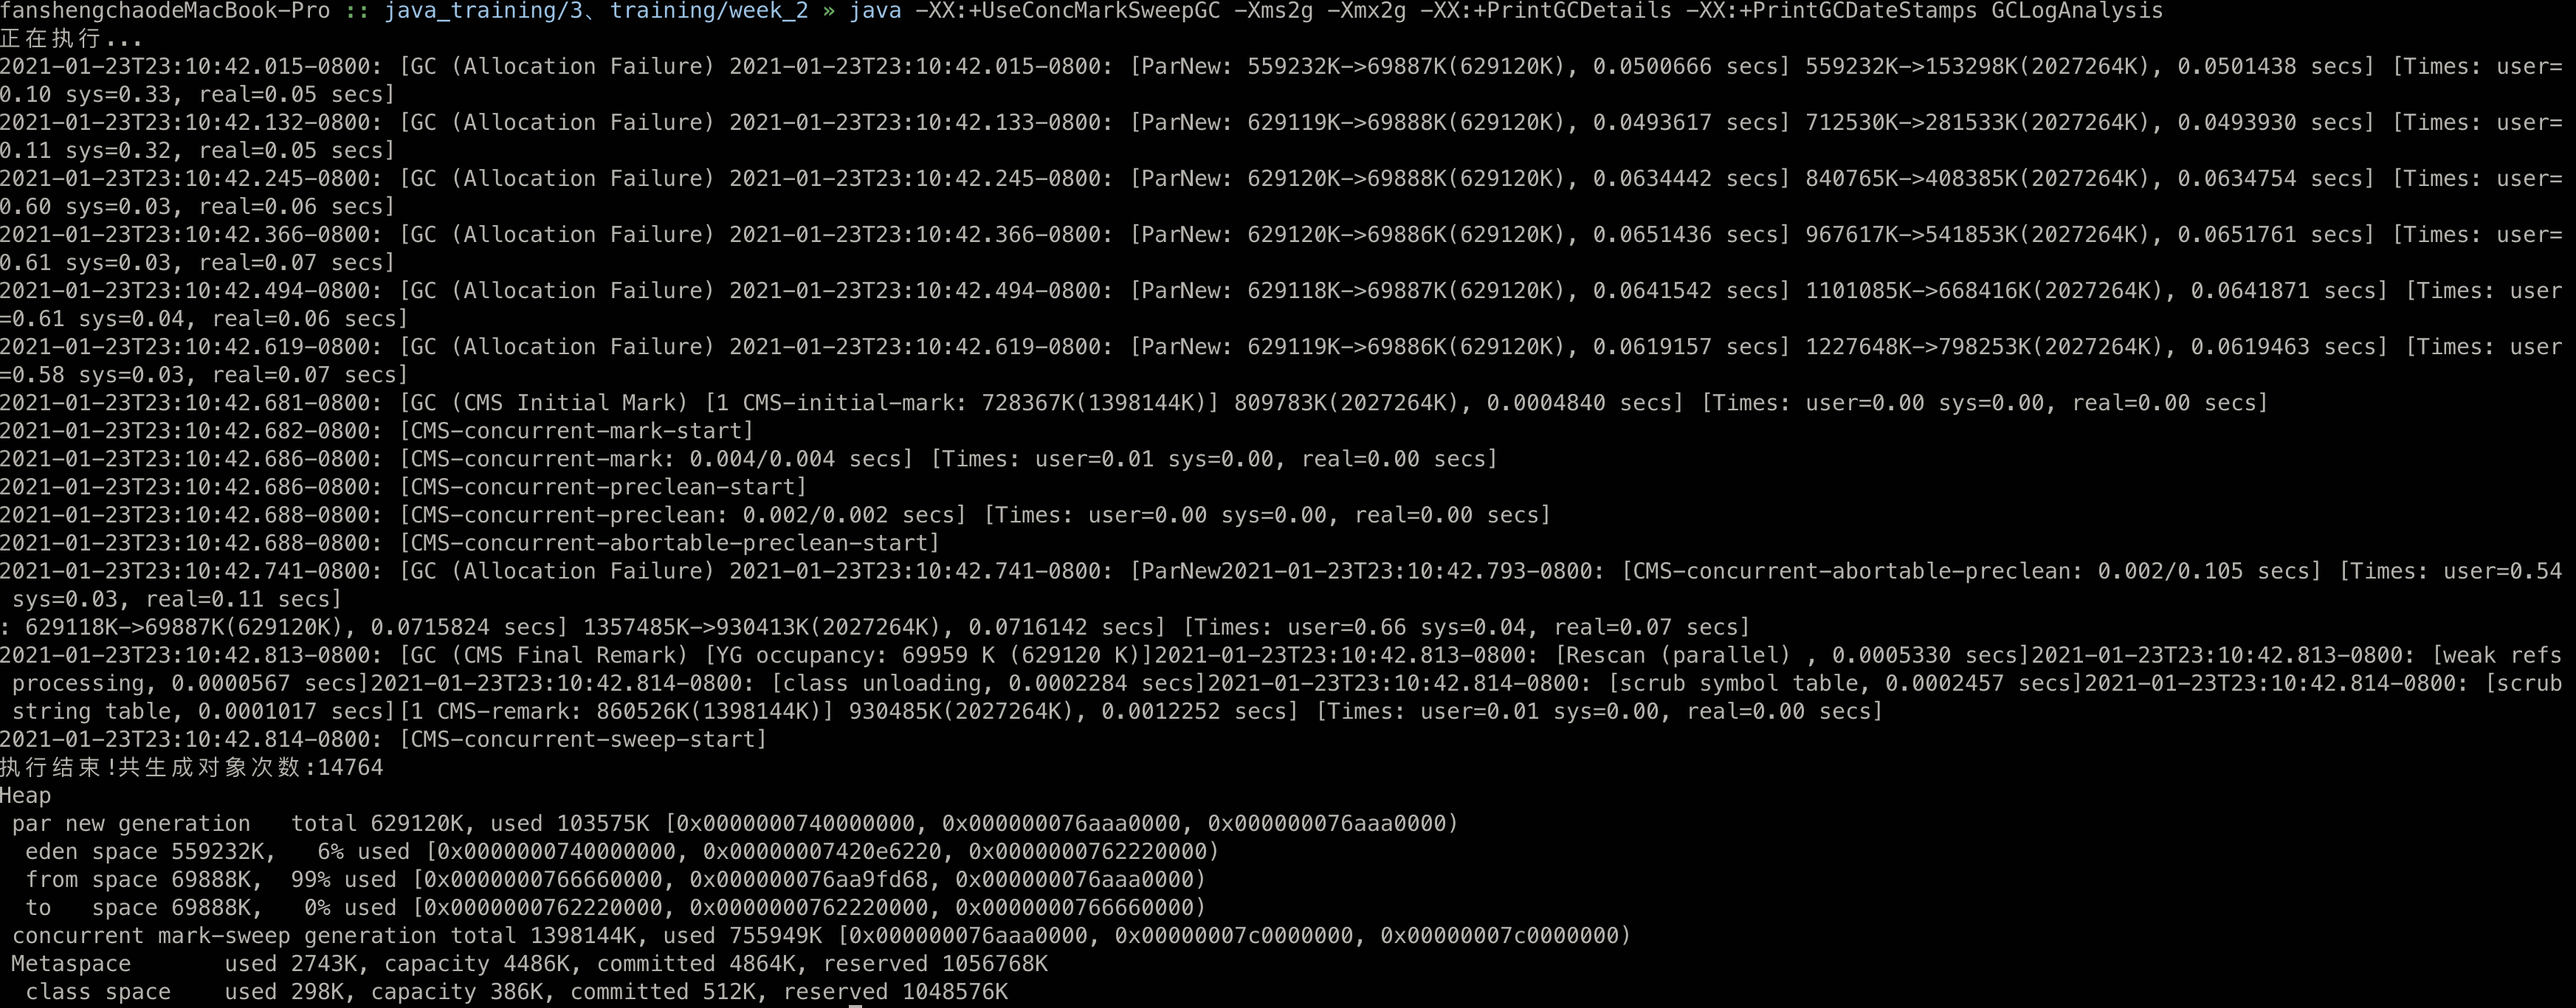 fanshengchaodeMacBook-Pro :: java_training/3、training/week_2 » java -XX:+UseConcMarkSweepGC -Xms2g -Xmx2g -XX:+PrintGCDetails -XX:+PrintGCDateStamps GCLogAnalysis
正在执行...
2021-01-23T23:10:42.015-0800: [GC (Allocation Failure) 2021-01-23T23:10:42.015-0800: [ParNew: 559232K->69887K(629120K), 0.0500666 secs] 559232K->153298K(2027264K), 0.0501438 secs] [Times: user=
0.10 sys=0.33, real=0.05 secs]
2021-01-23T23:10:42.132-0800: [GC (Allocation Failure) 2021-01-23T23:10:42.133-0800: [ParNew: 629119K->69888K(629120K), 0.0493617 secs] 712530K->281533K(2027264K), 0.0493930 secs] [Times: user=
0.11 sys=0.32, real=0.05 secs]
2021-01-23T23:10:42.245-0800: [GC (Allocation Failure) 2021-01-23T23:10:42.245-0800: [ParNew: 629120K->69888K(629120K), 0.0634442 secs] 840765K->408385K(2027264K), 0.0634754 secs] [Times: user=
0.60 sys=0.03, real=0.06 secs]
2021-01-23T23:10:42.366-0800: [GC (Allocation Failure) 2021-01-23T23:10:42.366-0800: [ParNew: 629120K->69886K(629120K), 0.0651436 secs] 967617K->541853K(2027264K), 0.0651761 secs] [Times: user=
0.61 sys=0.03, real=0.07 secs]
2021-01-23T23:10:42.494-0800: [GC (Allocation Failure) 2021-01-23T23:10:42.494-0800: [ParNew: 629118K->69887K(629120K), 0.0641542 secs] 1101085K->668416K(2027264K), 0.0641871 secs] [Times: user
=0.61 sys=0.04, real=0.06 secs]
2021-01-23T23:10:42.619-0800: [GC (Allocation Failure) 2021-01-23T23:10:42.619-0800: [ParNew: 629119K->69886K(629120K), 0.0619157 secs] 1227648K->798253K(2027264K), 0.0619463 secs] [Times: user
=0.58 sys=0.03, real=0.07 secs]
2021-01-23T23:10:42.681-0800: [GC (CMS Initial Mark) [1 CMS-initial-mark: 728367K(1398144K)] 809783K(2027264K), 0.0004840 secs] [Times: user=0.00 sys=0.00, real=0.00 secs]
2021-01-23T23:10:42.682-0800: [CMS-concurrent-mark-start]
2021-01-23T23:10:42.686-0800: [CMS-concurrent-mark: 0.004/0.004 secs] [Times: user=0.01 sys=0.00, real=0.00 secs]
2021-01-23T23:10:42.686-0800: [CMS-concurrent-preclean-start]
2021-01-23T23:10:42.688-0800: [CMS-concurrent-preclean: 0.002/0.002 secs] [Times: user=0.00 sys=0.00, real=0.00 secs]
2021-01-23T23:10:42.688-0800: [CMS-concurrent-abortable-preclean-start]
2021-01-23T23:10:42.741-0800: [GC (Allocation Failure) 2021-01-23T23:10:42.741-0800: [ParNew2021-01-23T23:10:42.793-0800: [CMS-concurrent-abortable-preclean: 0.002/0.105 secs] [Times: user=0.54
sys=0.03, real=0.11 secs]
: 629118K->69887K(629120K), 0.0715824 secs] 1357485K->930413K(2027264K), 0.0716142 secs] [Times: user=0.66 sys=0.04, real=0.07 secs]
2021-01-23T23:10:42.813-0800: [GC (CMS Final Remark) [YG occupancy: 69959 K (629120 K)]2021-01-23T23:10:42.813-0800: [Rescan (parallel) , 0.0005330 secs]2021-01-23T23:10:42.813-0800: [weak refs
processing, 0.0000567 secs]2021-01-23T23:10:42.814-0800: [class unloading, 0.0002284 secs]2021-01-23T23:10:42.814-0800: [scrub symbol table, 0.0002457 secs]2021-01-23T23:10:42.814-0800: [scrub
string table, 0.0001017 secs][1 CMS-remark: 860526K(1398144K)] 930485K(2027264K), 0.0012252 secs] [Times: user=0.01 sys=0.00, real=0.00 secs]
2021-01-23T23:10:42.814-0800: [CMS-concurrent-sweep-start]
执行结束!共生成对象次数:14764
Heap
par new generation   total 629120K, used 103575K [0x0000000740000000, 0x000000076aaa0000, 0x000000076aaa0000)
eden space 559232K,   6% used [0x0000000740000000, 0x00000007420e6220, 0x0000000762220000)
from space 69888K,  99% used [0x0000000766660000, 0x000000076aa9fd68, 0x000000076aaa0000)
to   space 69888K,   0% used [0x0000000762220000, 0x0000000762220000, 0x0000000766660000)
concurrent mark-sweep generation total 1398144K, used 755949K [0x000000076aaa0000, 0x00000007c0000000, 0x00000007c0000000)
Metaspace       used 2743K, capacity 4486K, committed 4864K, reserved 1056768K
class space    used 298K, capacity 386K, committed 512K, reserved 1048576K